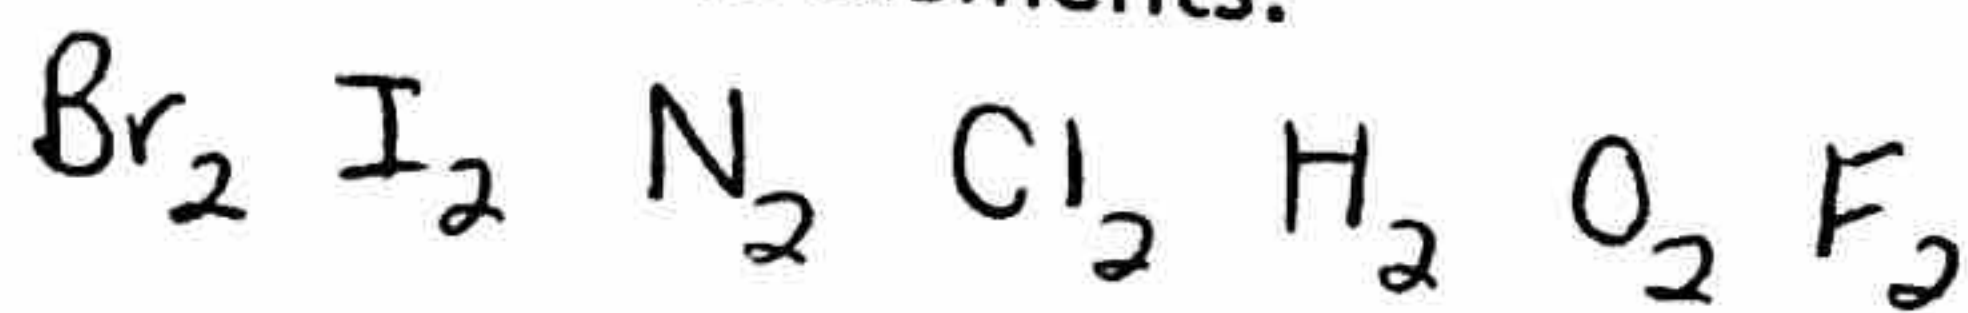 Br₂ I₂ N₂ Cl₂ H₂ O₂ F₂